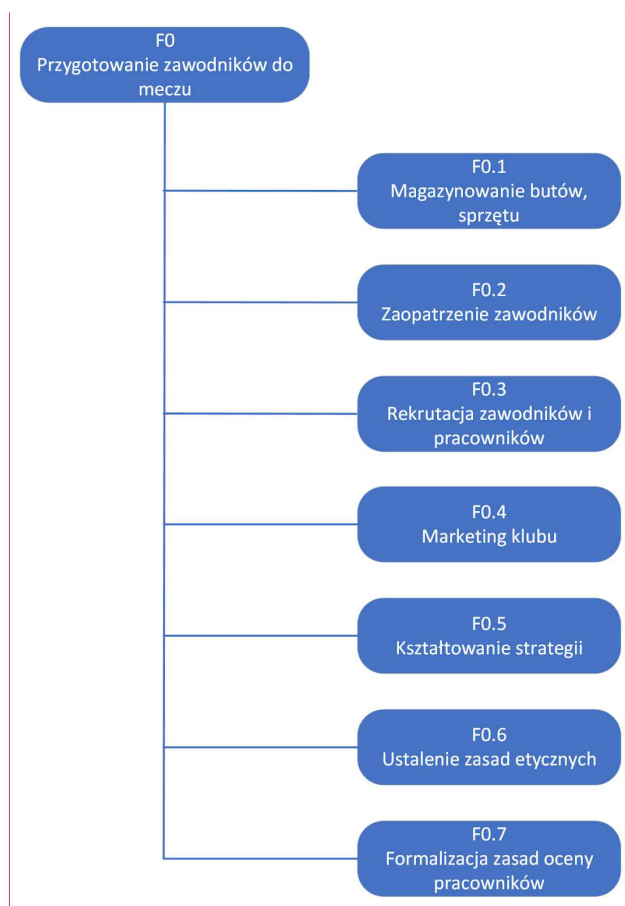 F0
Przygotowanie zawodników do
meczu
F0.1
Magazynowanie butów,
sprzętu
F0.2
Zaopatrzenie zawodników
F0.3
Rekrutacja zawodników i
pracowników
F0.4
Marketing klubu
F0.5
Kształtowanie strategii
F0.6
Ustalenie zasad etycznych
F0.7
Formalizacja zasad oceny
pracowników